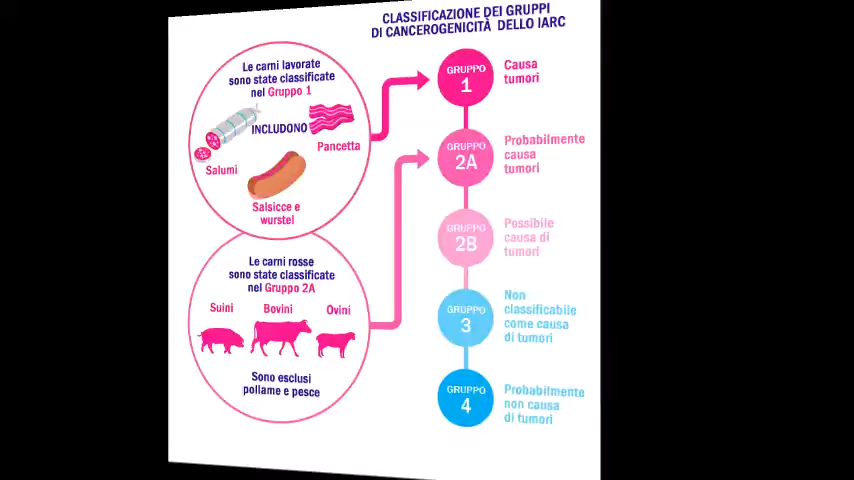 CLASSIFICAZIONE DEI GRUPPI
DI CANCEROGENICITÀ DELLO IARC
Le carni lavorate
sono state classificate
nel Gruppo 1
INCLUDONO
Pancetta
Salumi
Salsicce e
wurstel
Le carni rosse
sono state classificate
nel Gruppo 2A
Suini
Bovini
Ovini
Sono esclusi
pollame e pesce
GRUPPO
1
Causa
tumori
GRUPPO
2A
Probabilmente
causa
tumori
GRUPPO
2B
Possibile
causa di
tumori
GRUPPO
3
Non
classificabile
come causa
di tumori
GRUPPO
4
Probabilmente
non causa
di tumori